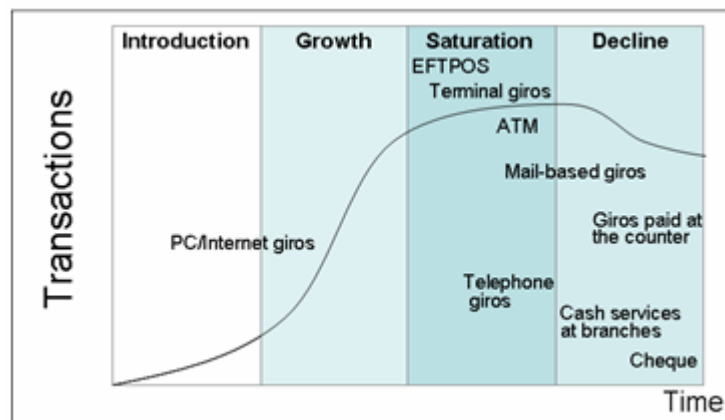 Introduction
Growth
Saturation
Decline
EFTPOS
Terminal giros
ATM
Mail-based giros
Giros paid at
the counter
PC/Internet giros
Telephone
giros
Cash services
at branches
Cheque
Transactions
Time